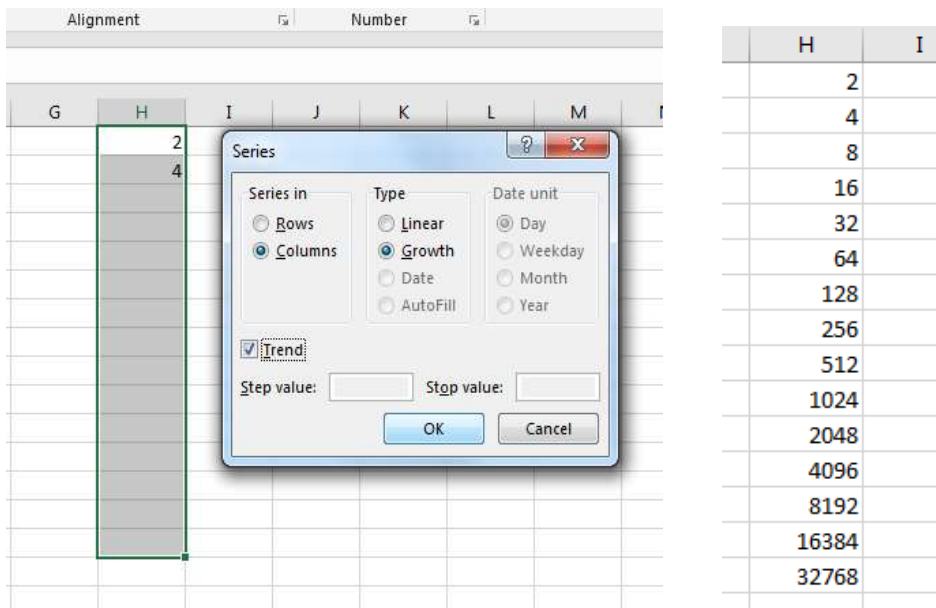 Alignment Number
G H I J K L M
2
4
Series
Series in Type Date unit
Rows Linear Day
Columns Growth Weekday
Date Month
AutoFill Year
Trend
Step value: Stop value:
OK Cancel
H I
2
4
8
16
32
64
128
256
512
1024
2048
4096
8192
16384
32768